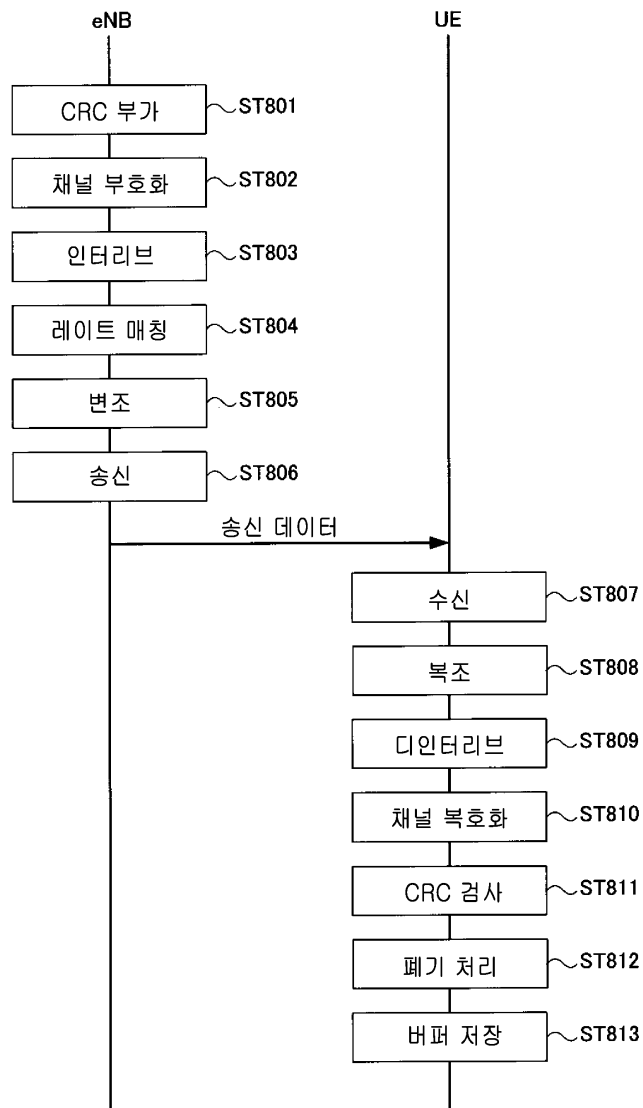 eNB
UE
CRC 부가
ST801
채널 부호화
ST802
인터리브
ST803
레이트 매칭
ST804
변조
ST805
송신
ST806
송신 데이터
수신
ST807
복조
ST808
디인터리브
ST809
채널 복호화
ST810
CRC 검사
ST811
폐기 처리
ST812
버퍼 저장
ST813